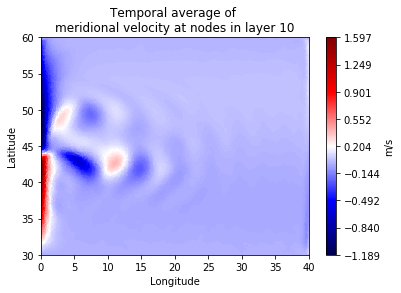 Temporal average of
meridional velocity at nodes in layer 10
60
55
50
45
40
35
30
Latitude
0 5 10 15 20 25 30 35 40
Longitude
1.597
1.249
0.901
0.552
0.204
−0.144
−0.492
−0.840
−1.189
m/s